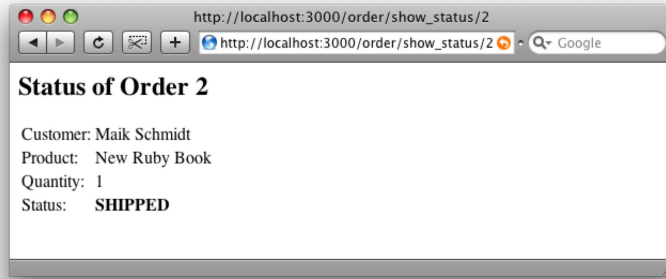 http://localhost:3000/order/show_status/2
http://localhost:3000/order/show_status/2 Google
Status of Order 2
Customer: Maik Schmidt
Product: New Ruby Book
Quantity: 1
Status: SHIPPED